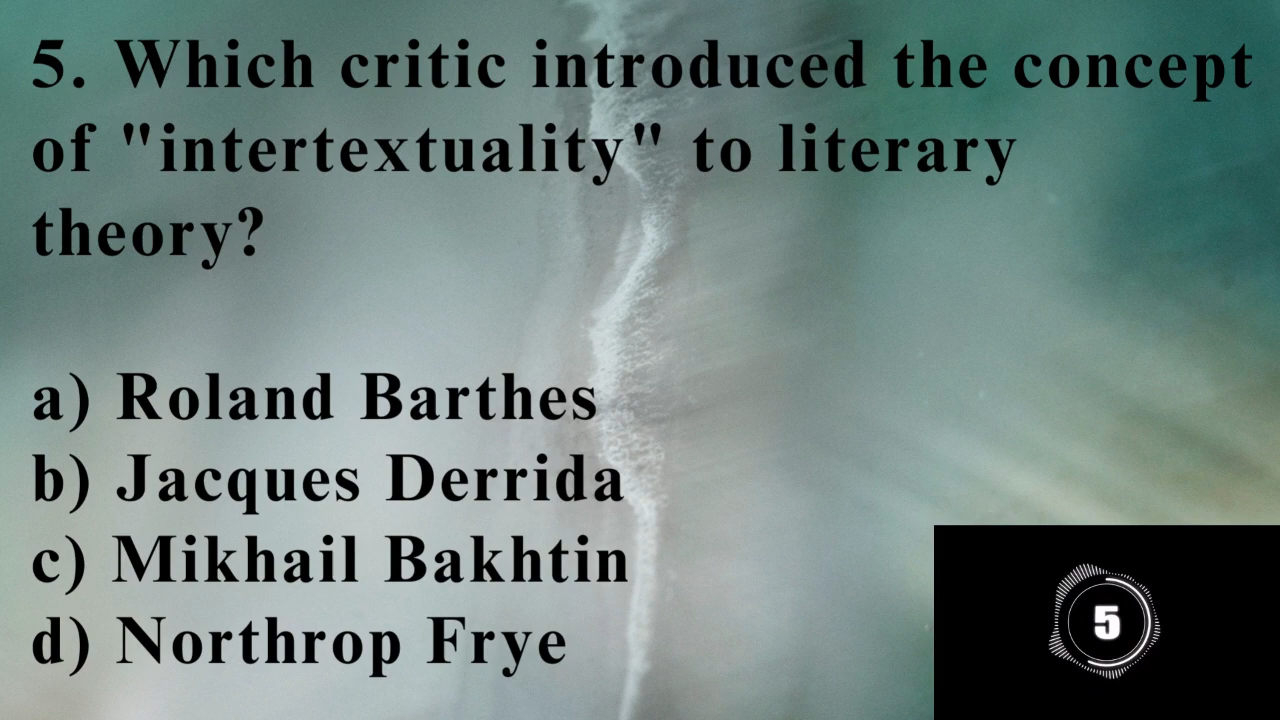 5. Which critic introduced the concept
of "intertextuality" to literary
theory?
a) Roland Barthes
b) Jacques Derrida
c) Mikhail Bakhtin
d) Northrop Frye
5